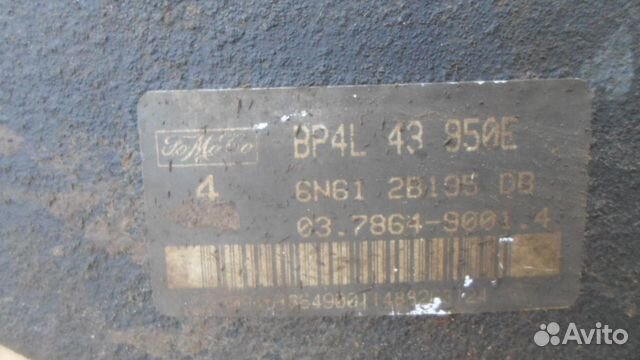 FoMoCo
BP4L 43 950E
4
6N61 2B195 DB
03.7864-9001.4
Avito